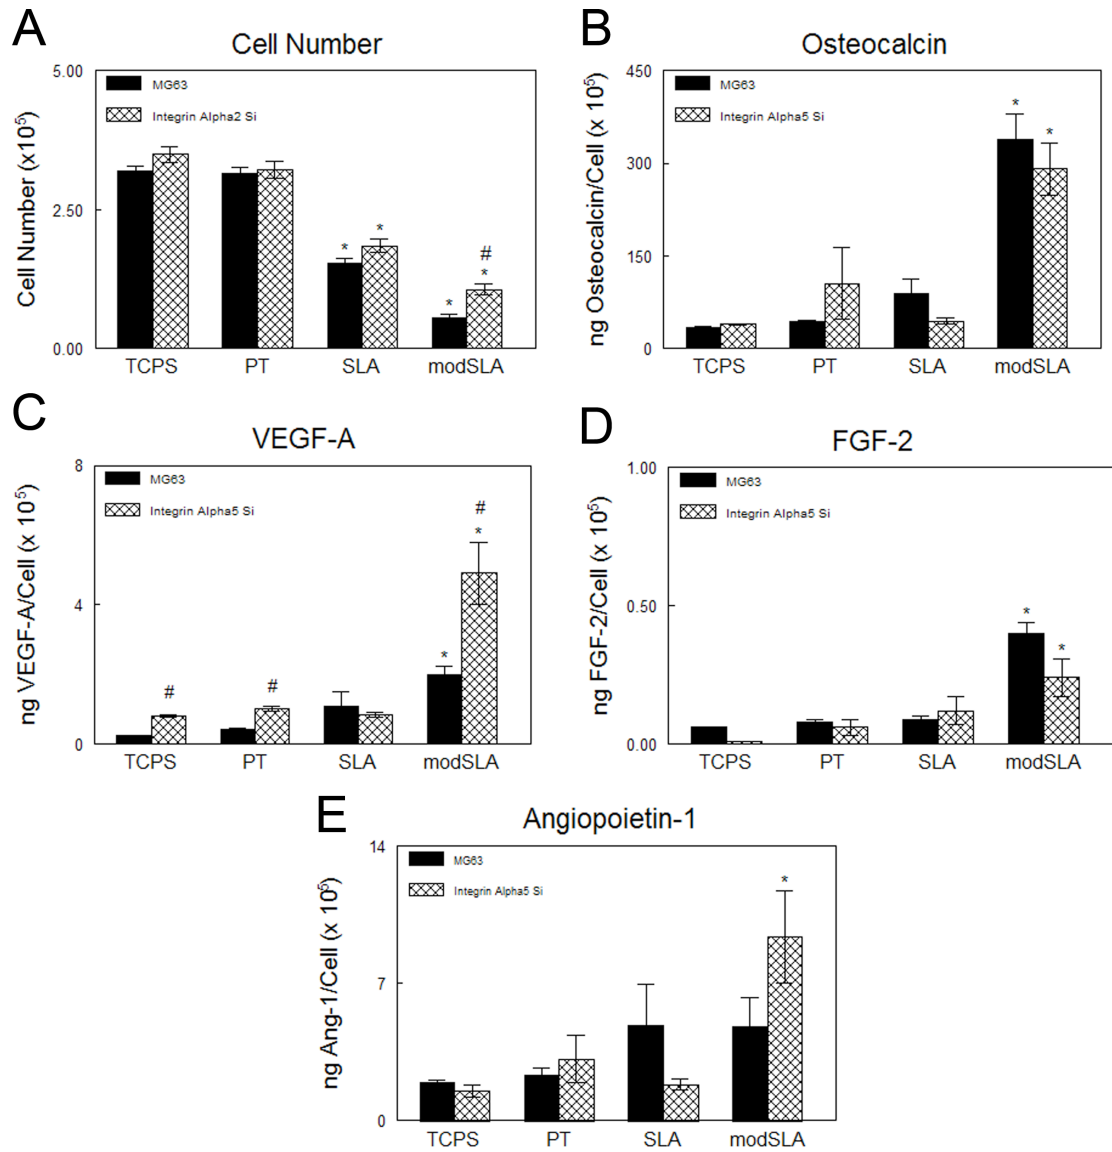 A
Cell Number
Cell Number (x10⁵)
5.00
2.50
0.00
MG63
Integrin Alpha2 Si
* * * # *
TCPS PT SLA modSLA
B
Osteocalcin
ng Osteocalcin/Cell (x 10⁵)
450
300
150
0
MG63
Integrin Alpha5 Si
* *
TCPS PT SLA modSLA
C
VEGF-A
ng VEGF-A/Cell (x 10⁵)
8
4
0
MG63
Integrin Alpha5 Si
# # * # *
TCPS PT SLA modSLA
D
FGF-2
ng FGF-2/Cell (x 10⁵)
1.00
0.50
0.00
MG63
Integrin Alpha5 Si
* *
TCPS PT SLA modSLA
E
Angiopoietin-1
ng Ang-1/Cell (x 10⁵)
14
7
0
MG63
Integrin Alpha5 Si
*
TCPS PT SLA modSLA